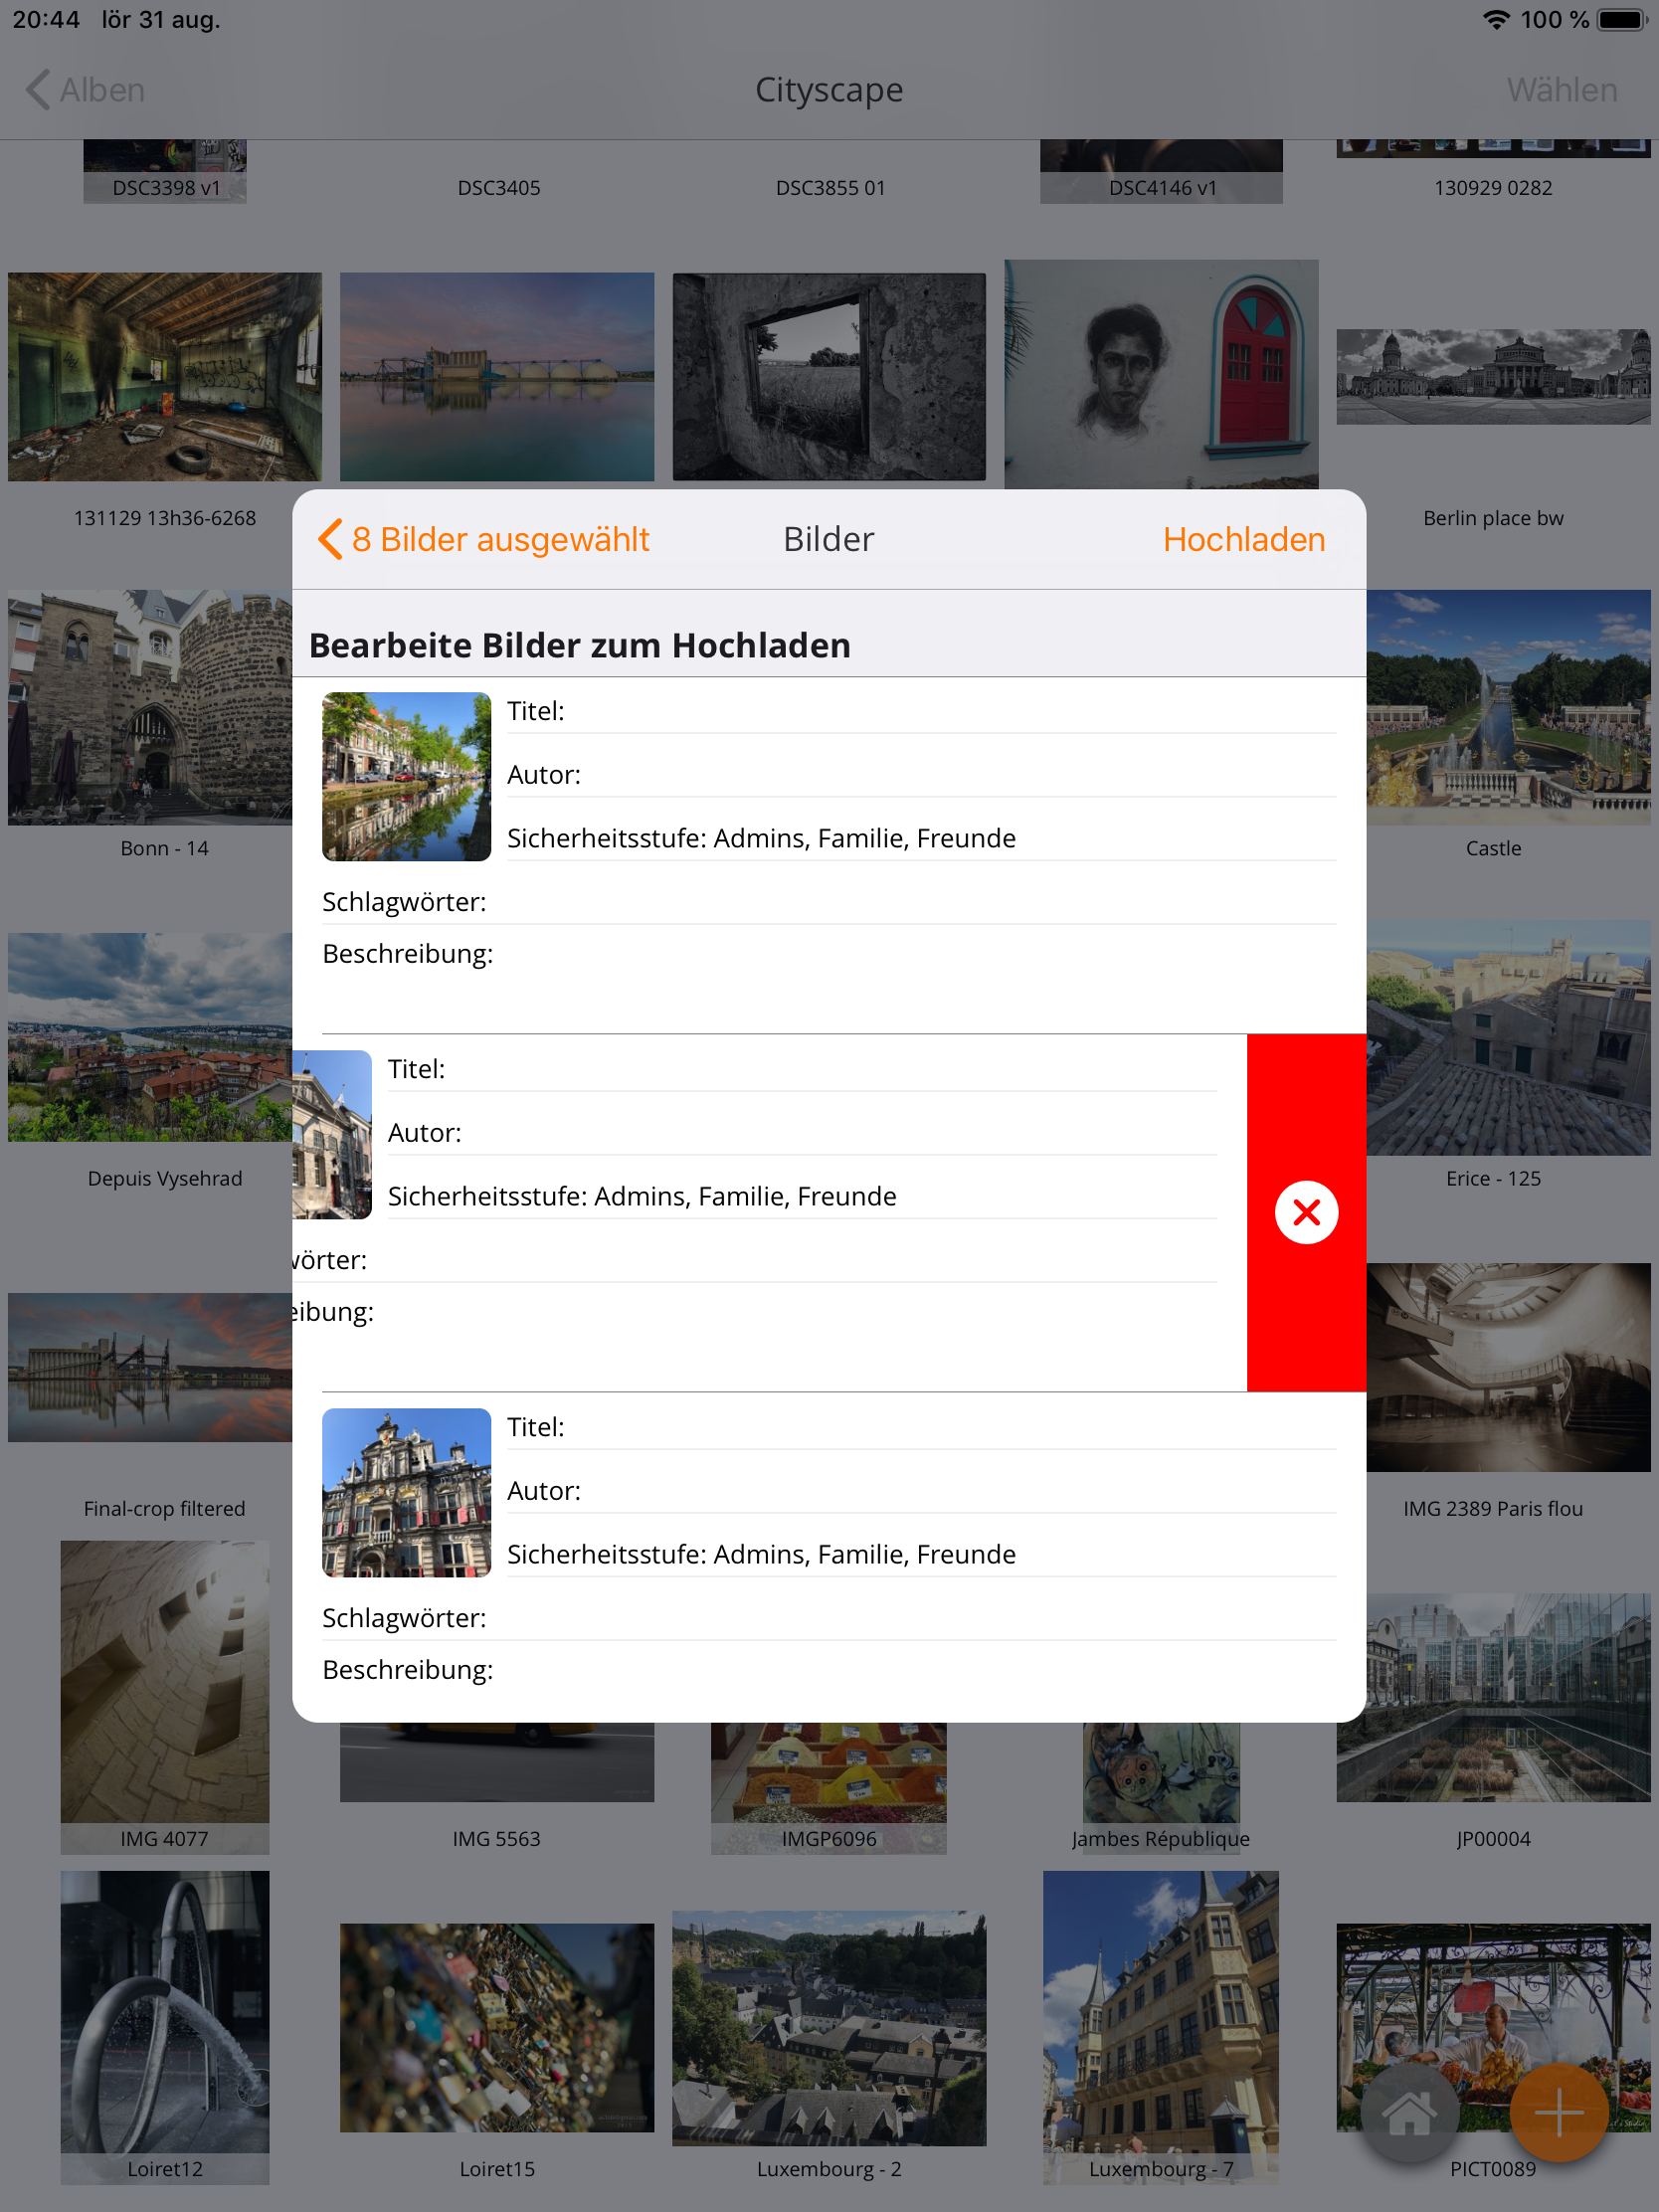 20:44 lör 31 aug.
100 %
Alben
Cityscape
Wählen
DSC3398 v1
DSC3405
DSC3855 01
DSC4146 v1
130929 0282
131129 13h36-6268
Berlin place bw
8 Bilder ausgewählt
Bilder
Hochladen
Bearbeite Bilder zum Hochladen
Titel:
Autor:
Sicherheitsstufe: Admins, Familie, Freunde
Schlagwörter:
Beschreibung:
Bonn - 14
Castle
Titel:
Autor:
Sicherheitsstufe: Admins, Familie, Freunde
wörter:
eibung:
Depuis Vysehrad
Erice - 125
Titel:
Autor:
Sicherheitsstufe: Admins, Familie, Freunde
Schlagwörter:
Beschreibung:
Final-crop filtered
IMG 2389 Paris flou
IMG 4077
IMG 5563
IMGP6096
Jambes République
JP00004
Loiret12
Loiret15
Luxembourg - 2
Luxembourg - 7
PICT0089